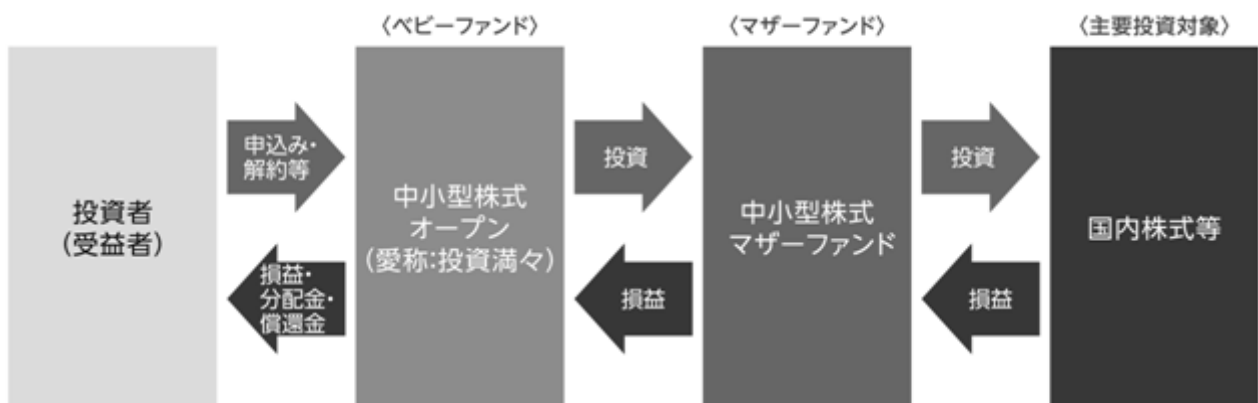 〈ベビーファンド〉
〈マザーファンド〉
〈主要投資対象〉
投資者
(受益者)
申込み・
解約等
損益・
分配金・
償還金
中小型株式
オープン
(愛称:投資満々)
投資
損益
中小型株式
マザーファンド
投資
損益
国内株式等